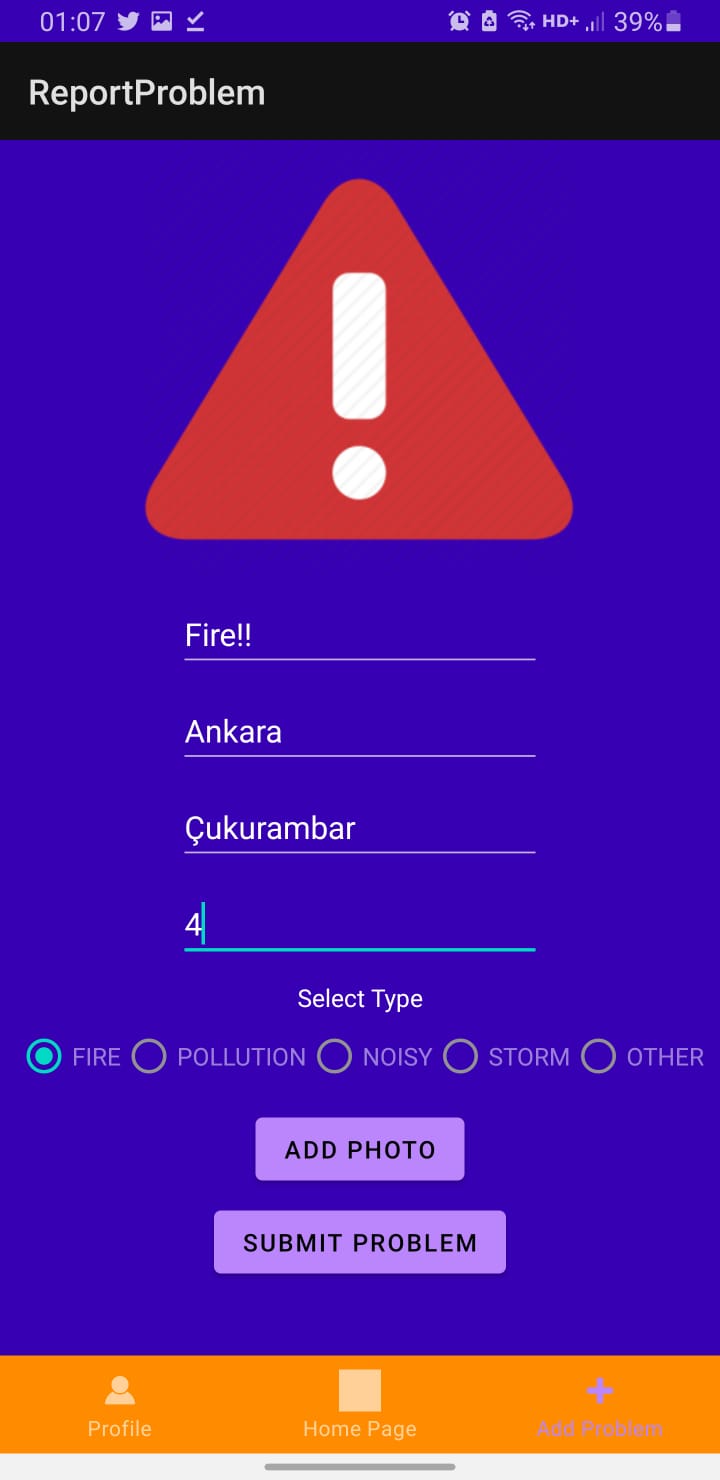 01:07 HD+ 39%
ReportProblem
Fire!!
Ankara
Çukurambar
4
Select Type
FIRE POLLUTION NOISY STORM OTHER
ADD PHOTO
SUBMIT PROBLEM
Profile Home Page Add Problem